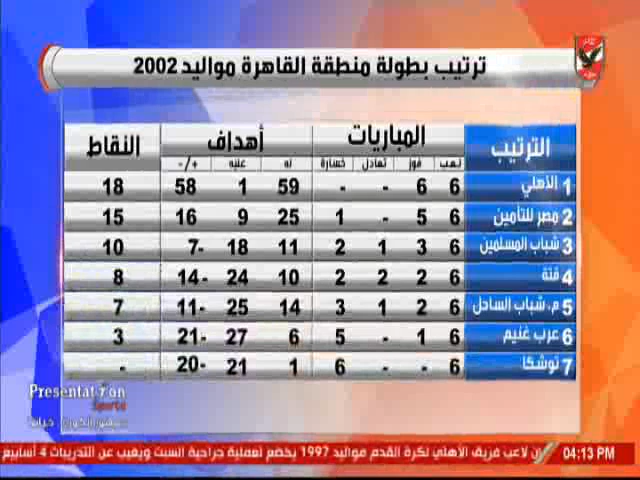 ترتيب بطولة منطقة القاهرة مواليد 2002
الترتيب المباريات أهداف النقاط
لعب فوز تعادل خسارة له عليه +/-
1 الأهلي 6 6 - - 59 1 58 18
2 مصر للتأمين 6 5 - 1 25 9 16 15
3 شباب المسلمين 6 3 1 2 11 18 -7 10
4 قتة 6 2 2 2 10 24 -14 8
5 م. شباب الساحل 6 2 1 3 14 25 -11 7
6 عرب غنيم 6 1 - 5 6 27 -21 3
7 توشكا 6 - - 6 1 21 -20 -
Presentation
Sports
لاعب فريق الأهلي لكرة القدم مواليد 1997 يخضع لعملية جراحية السبت ويغيب عن التدريبات 4 أسابيع
04:13 PM